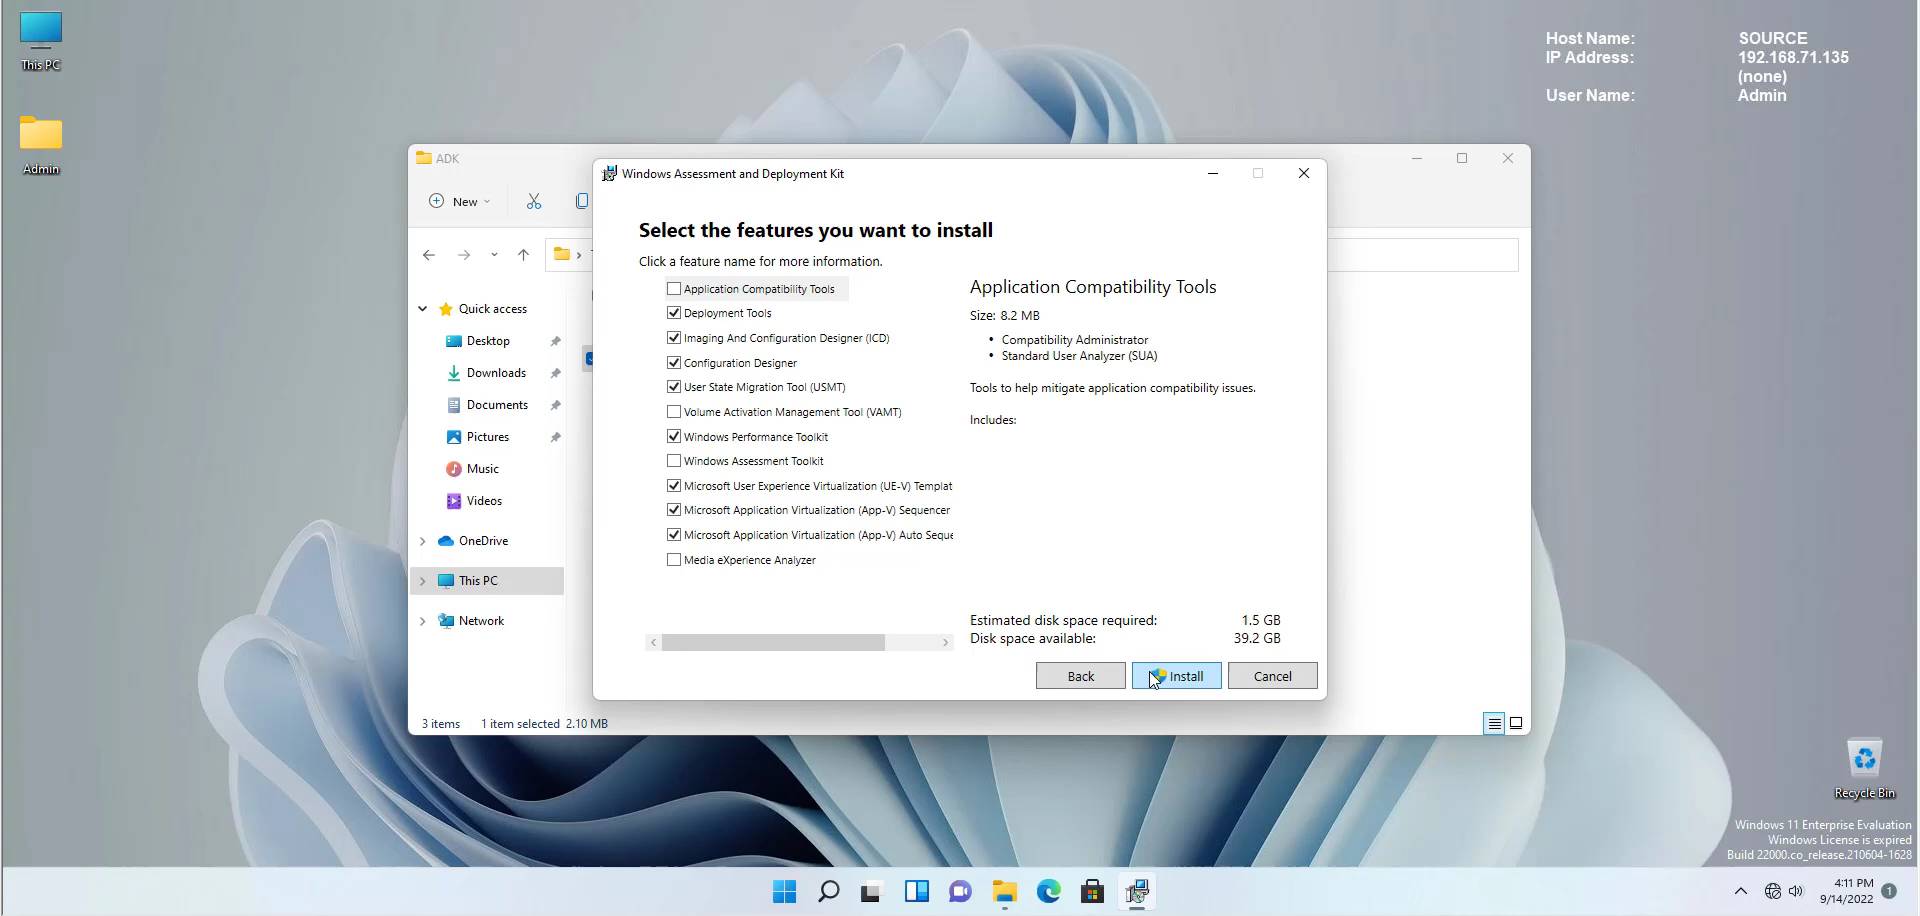 This PC
Admin
Host Name: SOURCE
IP Address: 192.168.71.135
(none)
User Name: Admin
ADK
New
Windows Assessment and Deployment Kit
Select the features you want to install
Click a feature name for more information.
Application Compatibility Tools
Deployment Tools
Imaging And Configuration Designer (ICD)
Configuration Designer
User State Migration Tool (USMT)
Volume Activation Management Tool (VAMT)
Windows Performance Toolkit
Windows Assessment Toolkit
Microsoft User Experience Virtualization (UE-V) Templat
Microsoft Application Virtualization (App-V) Sequencer
Microsoft Application Virtualization (App-V) Auto Seque
Media eXperience Analyzer
Application Compatibility Tools
Size: 8.2 MB
• Compatibility Administrator
• Standard User Analyzer (SUA)
Tools to help mitigate application compatibility issues.
Includes:
Estimated disk space required: 1.5 GB
Disk space available: 39.2 GB
Back
Install
Cancel
Quick access
Desktop
Downloads
Documents
Pictures
Music
Videos
OneDrive
This PC
Network
3 items 1 item selected 2.10 MB
Recycle Bin
Windows 11 Enterprise Evaluation
Windows License is expired
Build 22000.co_release.210604-1628
4:11 PM
9/14/2022
1